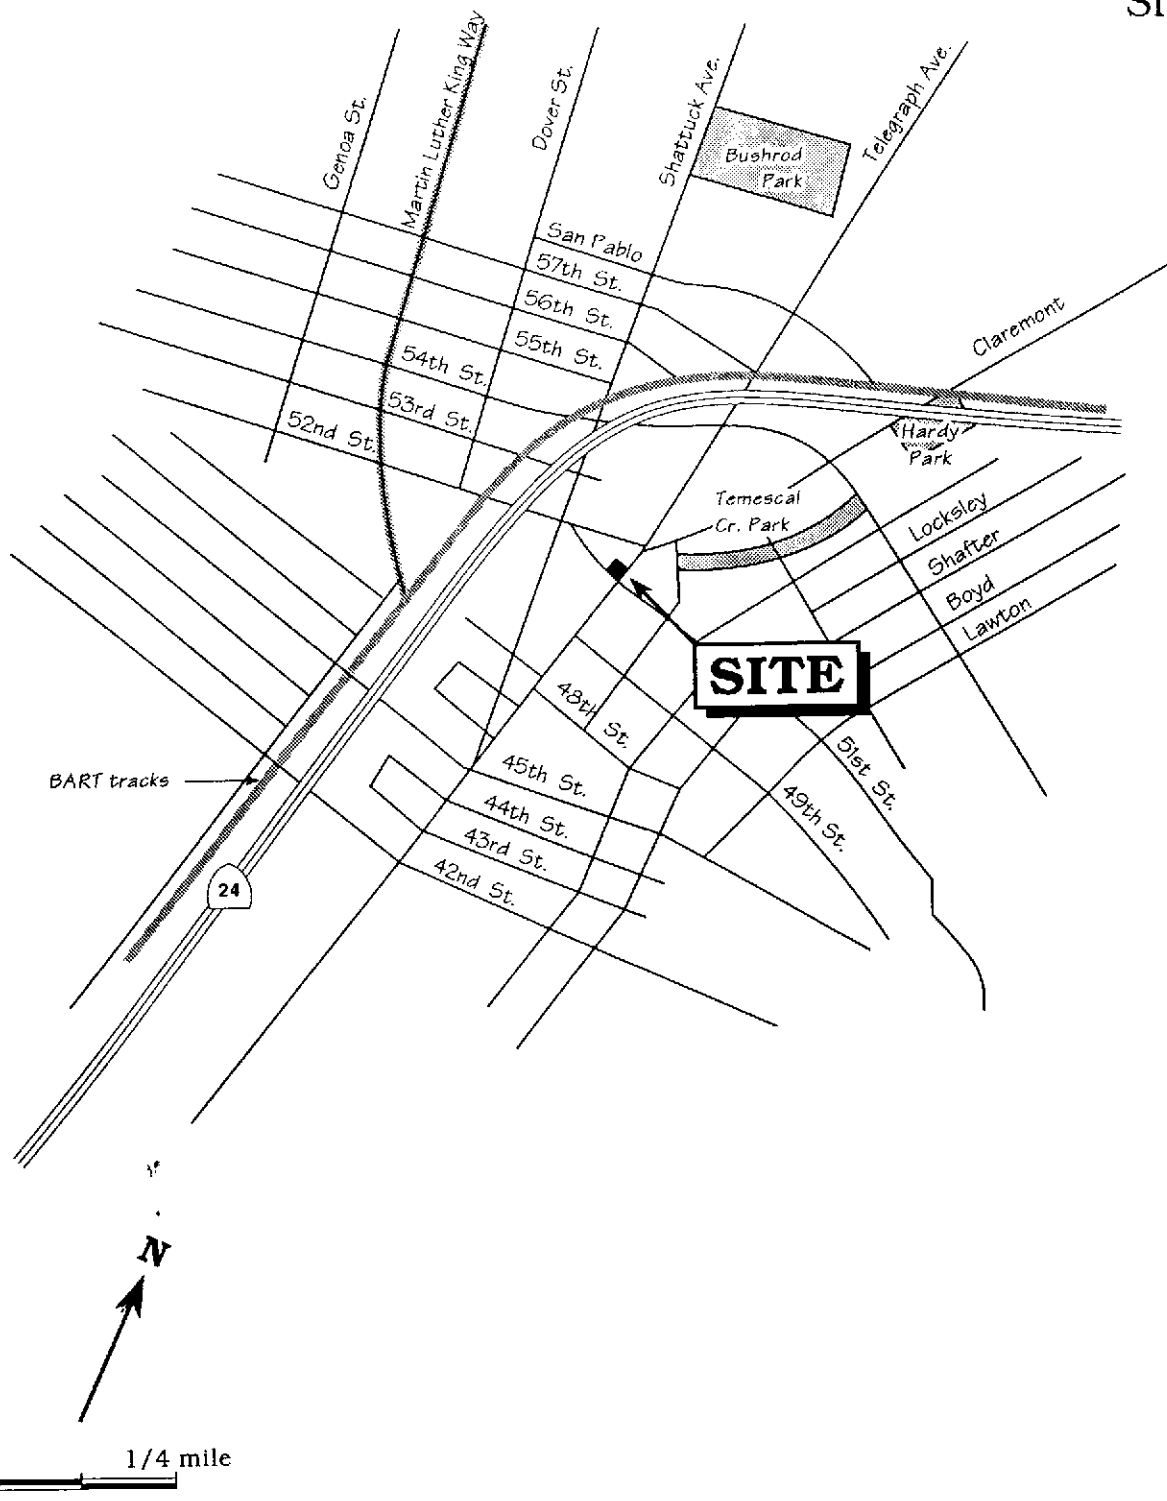 SI
Genoa St.
Martin Luther King Way
Dover St.
Shattuck Ave.
Telegraph Ave.
Bushrod
Park
San Pablo
57th St.
56th St.
55th St.
54th St.
53rd St.
52nd St.
Claremont
Hardy
Park
Temescal
Cr. Park
Locksley
Shafter
Boyd
Lawton
SITE
48th St.
51st St.
49th St.
45th St.
44th St.
43rd St.
42nd St.
BART tracks
24
N
1/4 mile